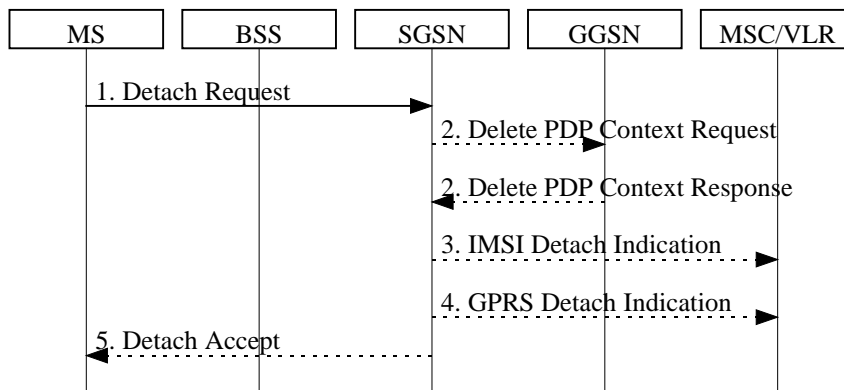 MS BSS SGSN GGSN MSC/VLR
1. Detach Request
2. Delete PDP Context Request
2. Delete PDP Context Response
3. IMSI Detach Indication
4. GPRS Detach Indication
5. Detach Accept